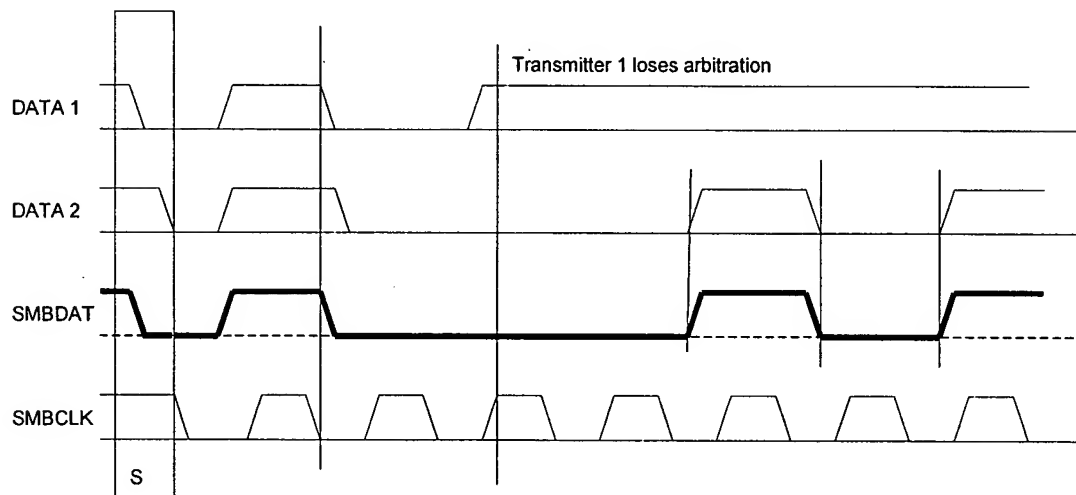 Transmitter 1 loses arbitration
DATA 1
DATA 2
SMBDAT
SMBCLK
S